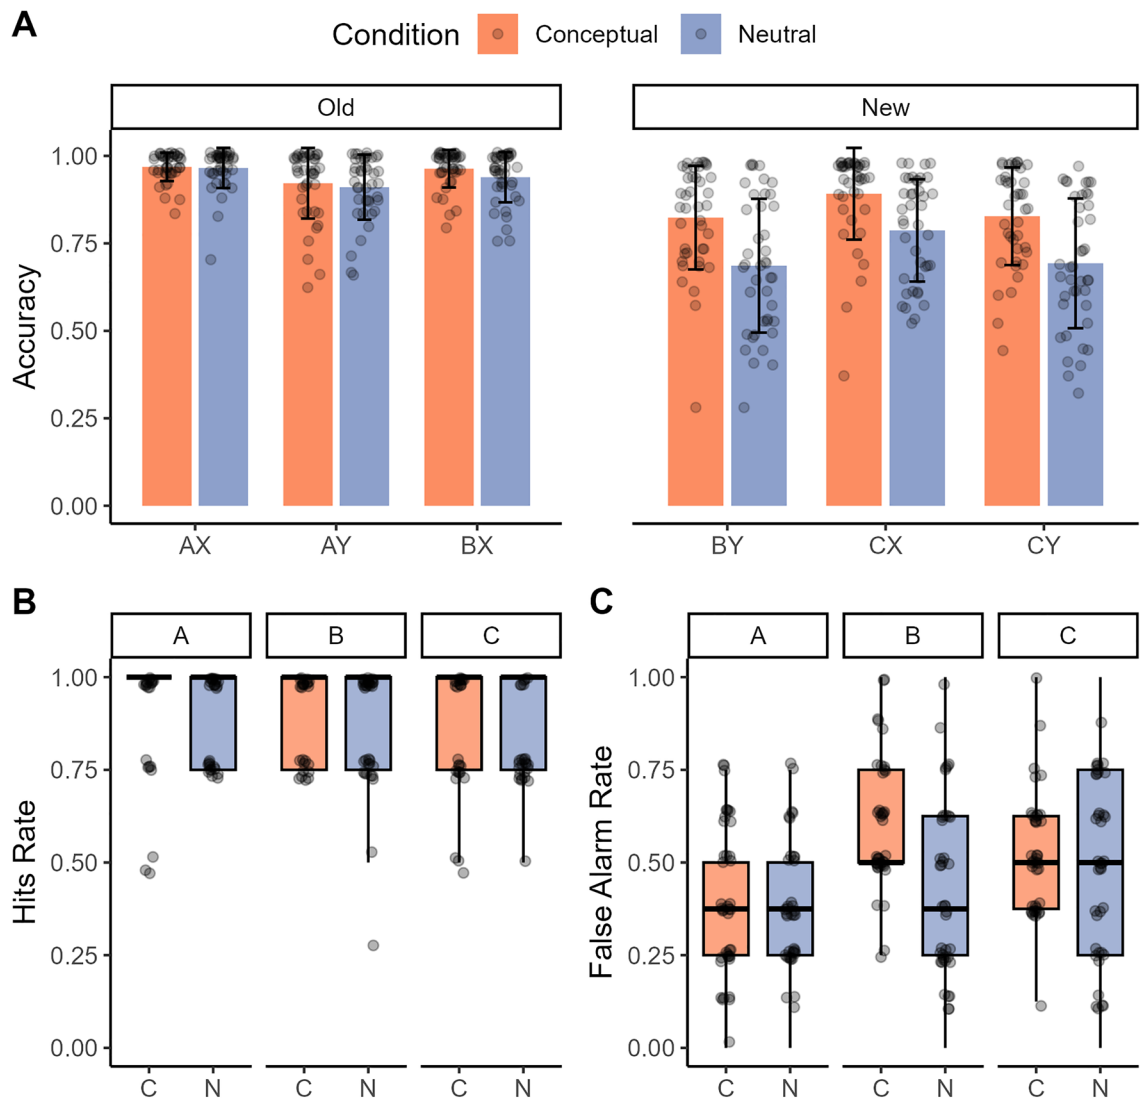 A
Condition Conceptual Neutral
Old New
Accuracy
1.00
0.75
0.50
0.25
0.00
AX AY BX BY CX CY
B
A B C
Hits Rate
1.00
0.75
0.50
0.25
0.00
C N C N C N
C
A B C
False Alarm Rate
1.00
0.75
0.50
0.25
0.00
C N C N C N